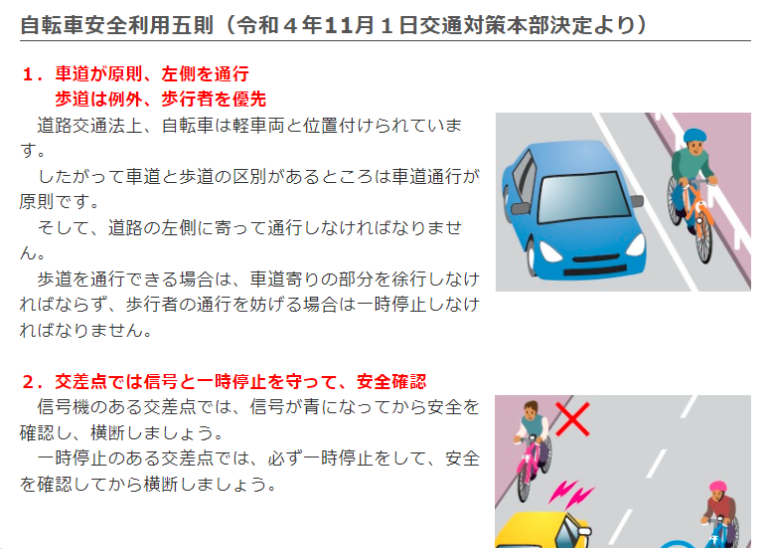 自転車安全利用五則（令和４年11月１日交通対策本部決定より）
１．車道が原則、左側を通行
歩道は例外、歩行者を優先
道路交通法上、自転車は軽車両と位置付けられていま
す。
したがって車道と歩道の区別があるところは車道通行が
原則です。
そして、道路の左側に寄って通行しなければなりませ
ん。
歩道を通行できる場合は、車道寄りの部分を徐行しなけ
ればならず、歩行者の通行を妨げる場合は一時停止しなけ
ればなりません。
２．交差点では信号と一時停止を守って、安全確認
信号機のある交差点では、信号が青になってから安全を
確認し、横断しましょう。
一時停止のある交差点では、必ず一時停止をして、安全
を確認してから横断しましょう。